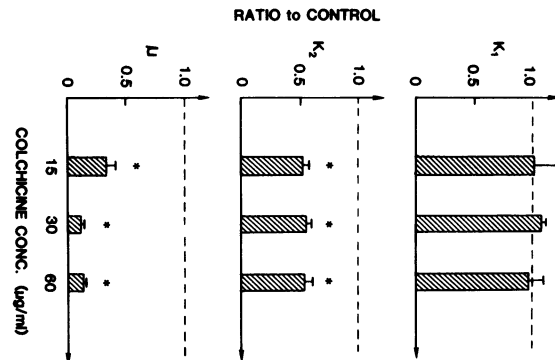 RATIO to CONTROL
K₁
1.0
0.5
0
K₂
1.0
0.5
0
* * *
μ
1.0
0.5
0
* * *
15 30 60
COLCHICINE CONC. (μg/ml)